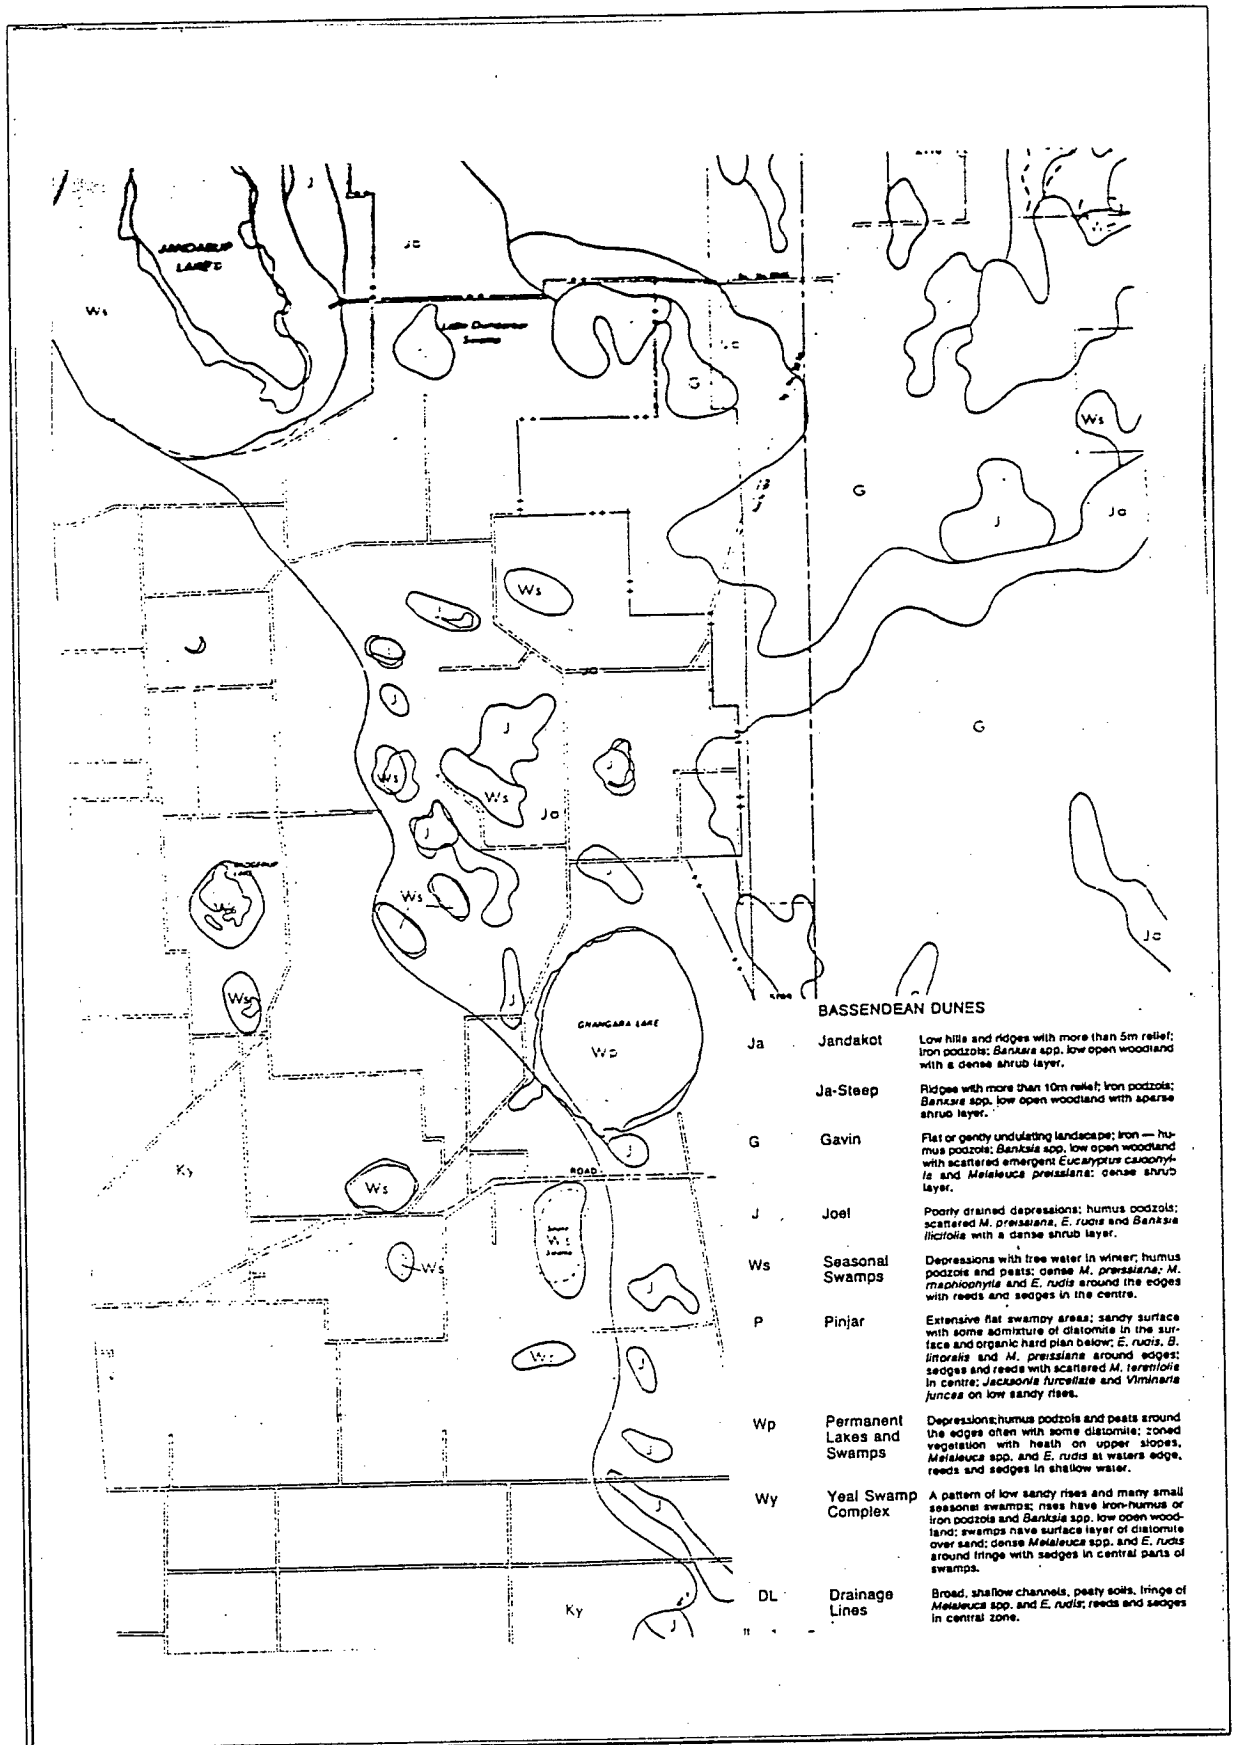 J
JANDABUP
LAKES
Ja
Ws
Swamp
G
Ws
G
J
Ja
Ws
J
Ja
J
J
Ws
Ws
J
Ja
J
G
J
Ws
Ja
Ws
J
GNANGARA LAKE
Wp
Ky
J
ROAD
Ws
Ws
J
J
J
J
Ky
J
BASSENDEAN DUNES
Ja Jandakot Low hills and ridges with more than 5m relief;
iron podzols; Banksia spp. low open woodland
with a dense shrub layer.
Ja-Steep Ridges with more than 10m relief; iron podzols;
Banksia spp. low open woodland with sparse
shrub layer.
G Gavin Flat or gently undulating landscape; iron — hu-
mus podzols; Banksia spp. low open woodland
with scattered emergent Eucalyptus calophyl-
la and Melaleuca preissiana; dense shrub
layer.
J Joel Poorly drained depressions; humus podzols;
scattered M. preissiana, E. rudis and Banksia
ilicifolia with a dense shrub layer.
Ws Seasonal Swamps Depressions with free water in winter; humus
podzols and peats; dense M. preissiana; M.
rhaphiophylla and E. rudis around the edges
with reeds and sedges in the centre.
P Pinjar Extensive flat swampy areas; sandy surface
with some admixture of diatomite in the sur-
face and organic hard plan below; E. rudis, B.
littoralis and M. preissiana around edges;
sedges and reeds with scattered M. teretifolia
in centre; Jacksonia furcellata and Viminaria
juncea on low sandy rises.
Wp Permanent Lakes and Swamps Depressions; humus podzols and peats around
the edges often with some diatomite; zoned
vegetation with heath on upper slopes,
Melaleuca spp. and E. rudis at waters edge,
reeds and sedges in shallow water.
Wy Yeal Swamp Complex A pattern of low sandy rises and many small
seasonal swamps; rises have iron-humus or
iron podzols and Banksia spp. low open wood-
land; swamps have surface layer of diatomite
over sand; dense Melaleuca spp. and E. rudis
around fringe with sedges in central parts of
swamps.
DL Drainage Lines Broad, shallow channels, peaty soils, fringe of
Melaleuca spp. and E. rudis; reeds and sedges
in central zone.